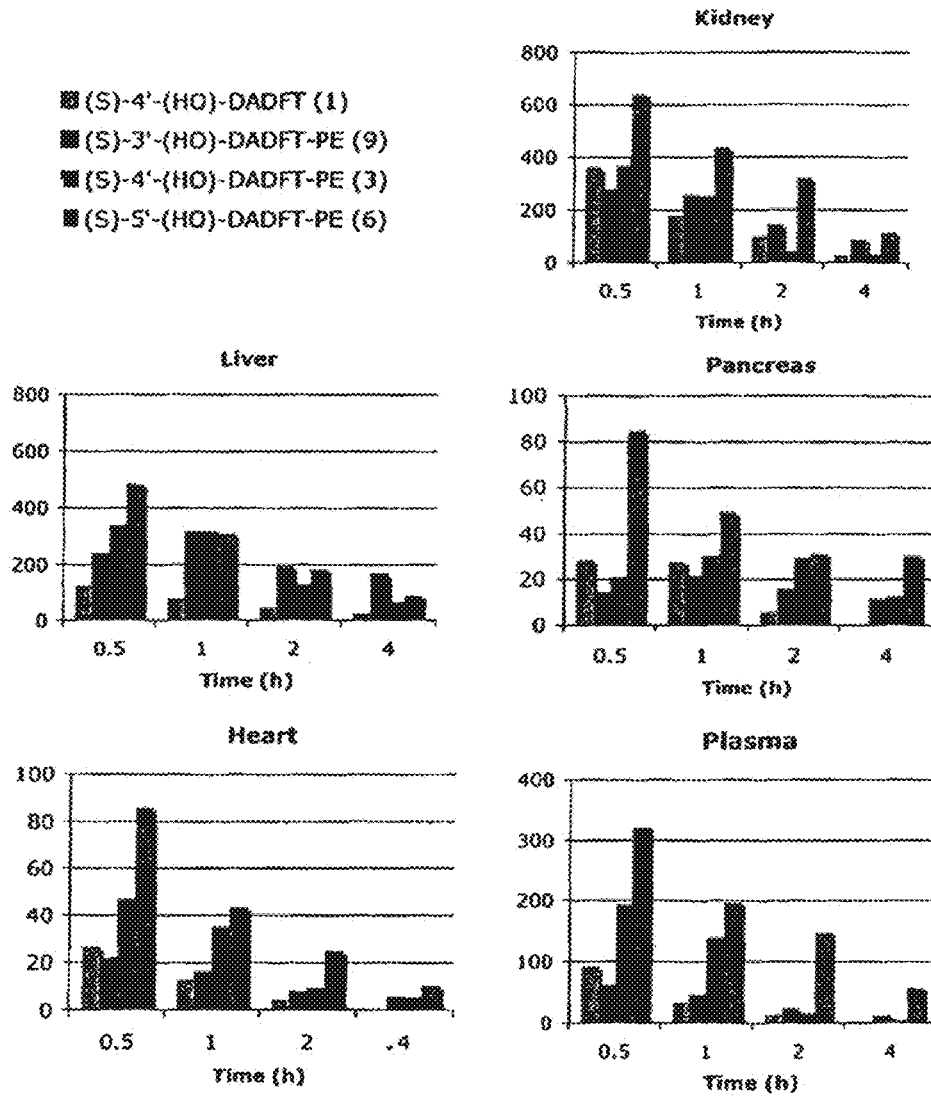 (S)-4'-(HO)-DADFT (1)
(S)-3'-(HO)-DADFT-PE (9)
(S)-4'-(HO)-DADFT-PE (3)
(S)-5'-(HO)-DADFT-PE (6)
Kidney
800
600
400
200
0
0.5 1 2 4
Time (h)
Liver
800
600
400
200
0
0.5 1 2 4
Time (h)
Pancreas
100
80
60
40
20
0
0.5 1 2 4
Time (h)
Heart
100
80
60
40
20
0
0.5 1 2 .4
Time (h)
Plasma
400
300
200
100
0
0.5 1 2 4
Time (h)